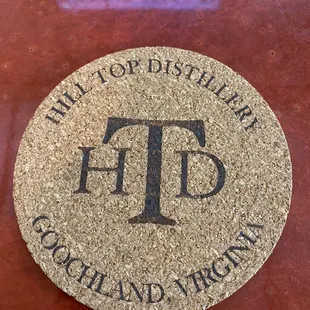 HILL TOP DISTILLERY
HTD
GOOCHLAND, VIRGINIA